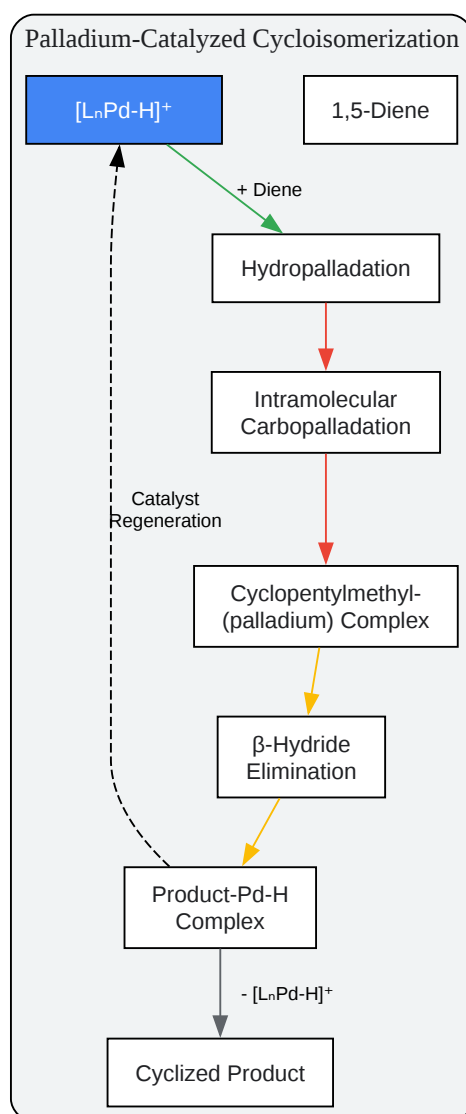 Palladium-Catalyzed Cycloisomerization
[LₙPd-H]⁺
1,5-Diene
+ Diene
Hydropalladation
Intramolecular
Carbopalladation
Catalyst
Regeneration
Cyclopentylmethyl-
(palladium) Complex
β-Hydride
Elimination
Product-Pd-H
Complex
- [LₙPd-H]⁺
Cyclized Product